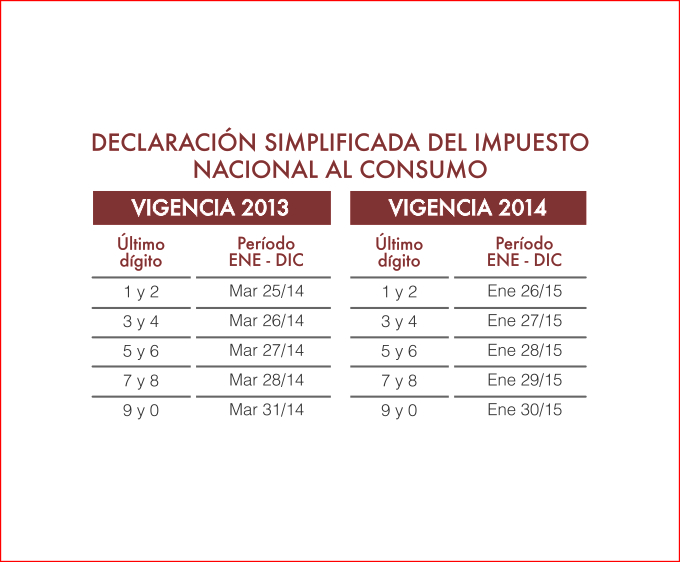 DECLARACIÓN SIMPLIFICADA DEL IMPUESTO
NACIONAL AL CONSUMO
VIGENCIA 2013
Último
dígito
Período
ENE - DIC
1 y 2 Mar 25/14
3 y 4 Mar 26/14
5 y 6 Mar 27/14
7 y 8 Mar 28/14
9 y 0 Mar 31/14
VIGENCIA 2014
Último
dígito
Período
ENE - DIC
1 y 2 Ene 26/15
3 y 4 Ene 27/15
5 y 6 Ene 28/15
7 y 8 Ene 29/15
9 y 0 Ene 30/15